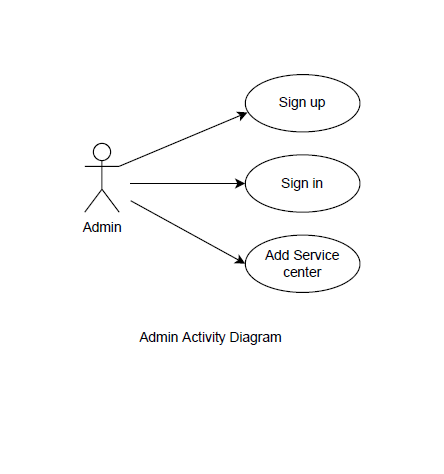 Sign up
Sign in
Admin
Add Service
center
Admin Activity Diagram